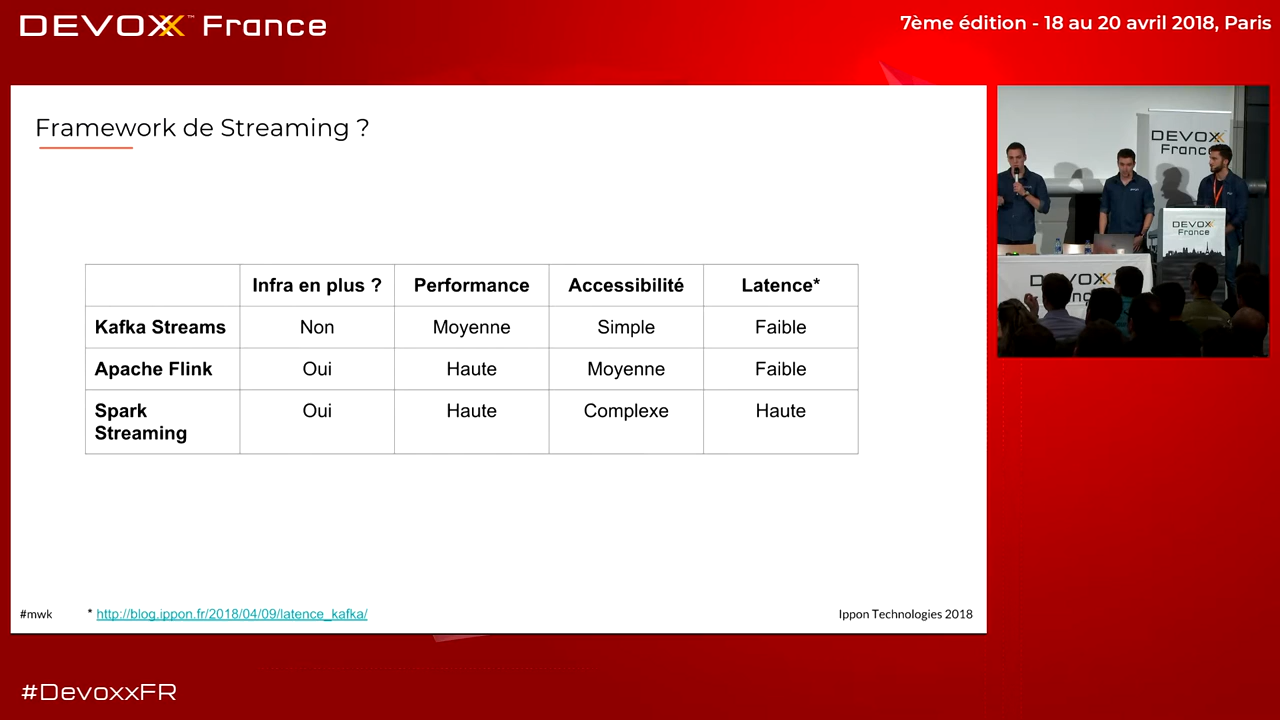 DEVOXX™ France
7ème édition - 18 au 20 avril 2018, Paris
Framework de Streaming ?
Infra en plus ? Performance Accessibilité Latence*
Kafka Streams Non Moyenne Simple Faible
Apache Flink Oui Haute Moyenne Faible
Spark Streaming Oui Haute Complexe Haute
#mwk * http://blog.ippon.fr/2018/04/09/latence_kafka/ Ippon Technologies 2018
DEVOXX
France
DEVOXX
France
DEVOXX
#DevoxxFR